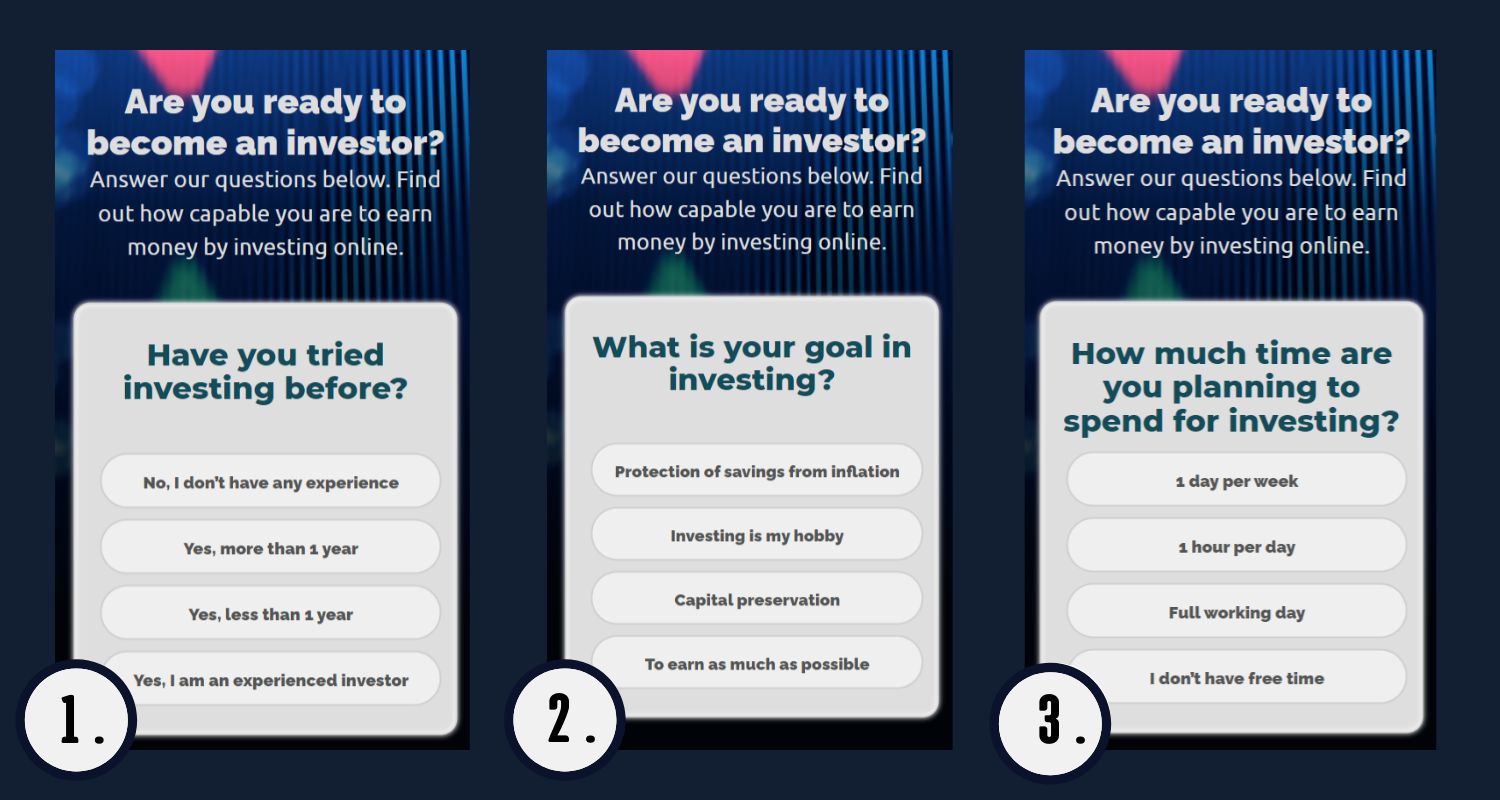 Are you ready to
become an investor?
Answer our questions below. Find
out how capable you are to earn
money by investing online.
Have you tried
investing before?
No, I don't have any experience
Yes, more than 1 year
Yes, less than 1 year
Yes, I am an experienced investor
1.
Are you ready to
become an investor?
Answer our questions below. Find
out how capable you are to earn
money by investing online.
What is your goal in
investing?
Protection of savings from inflation
Investing is my hobby
Capital preservation
To earn as much as possible
2.
Are you ready to
become an investor?
Answer our questions below. Find
out how capable you are to earn
money by investing online.
How much time are
you planning to
spend for investing?
1 day per week
1 hour per day
Full working day
I don't have free time
3.